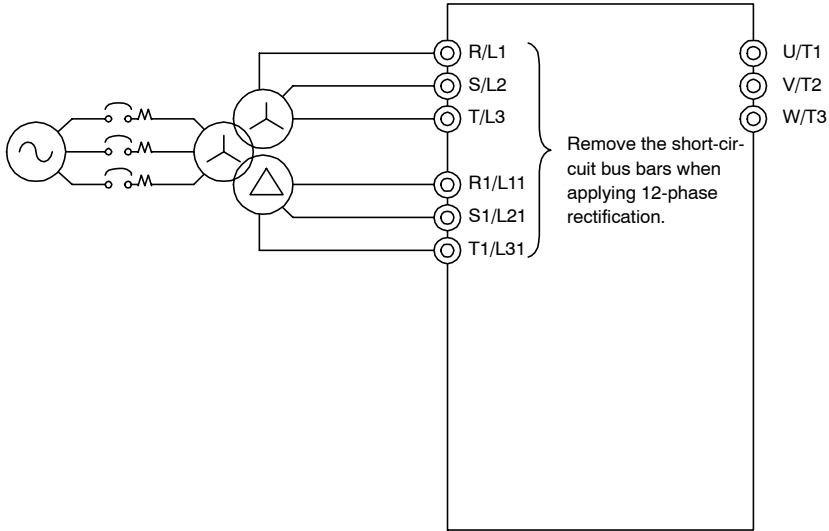 R/L1
S/L2
T/L3
R1/L11
S1/L21
T1/L31
Remove the short-cir-
cuit bus bars when
applying 12-phase
rectification.
U/T1
V/T2
W/T3